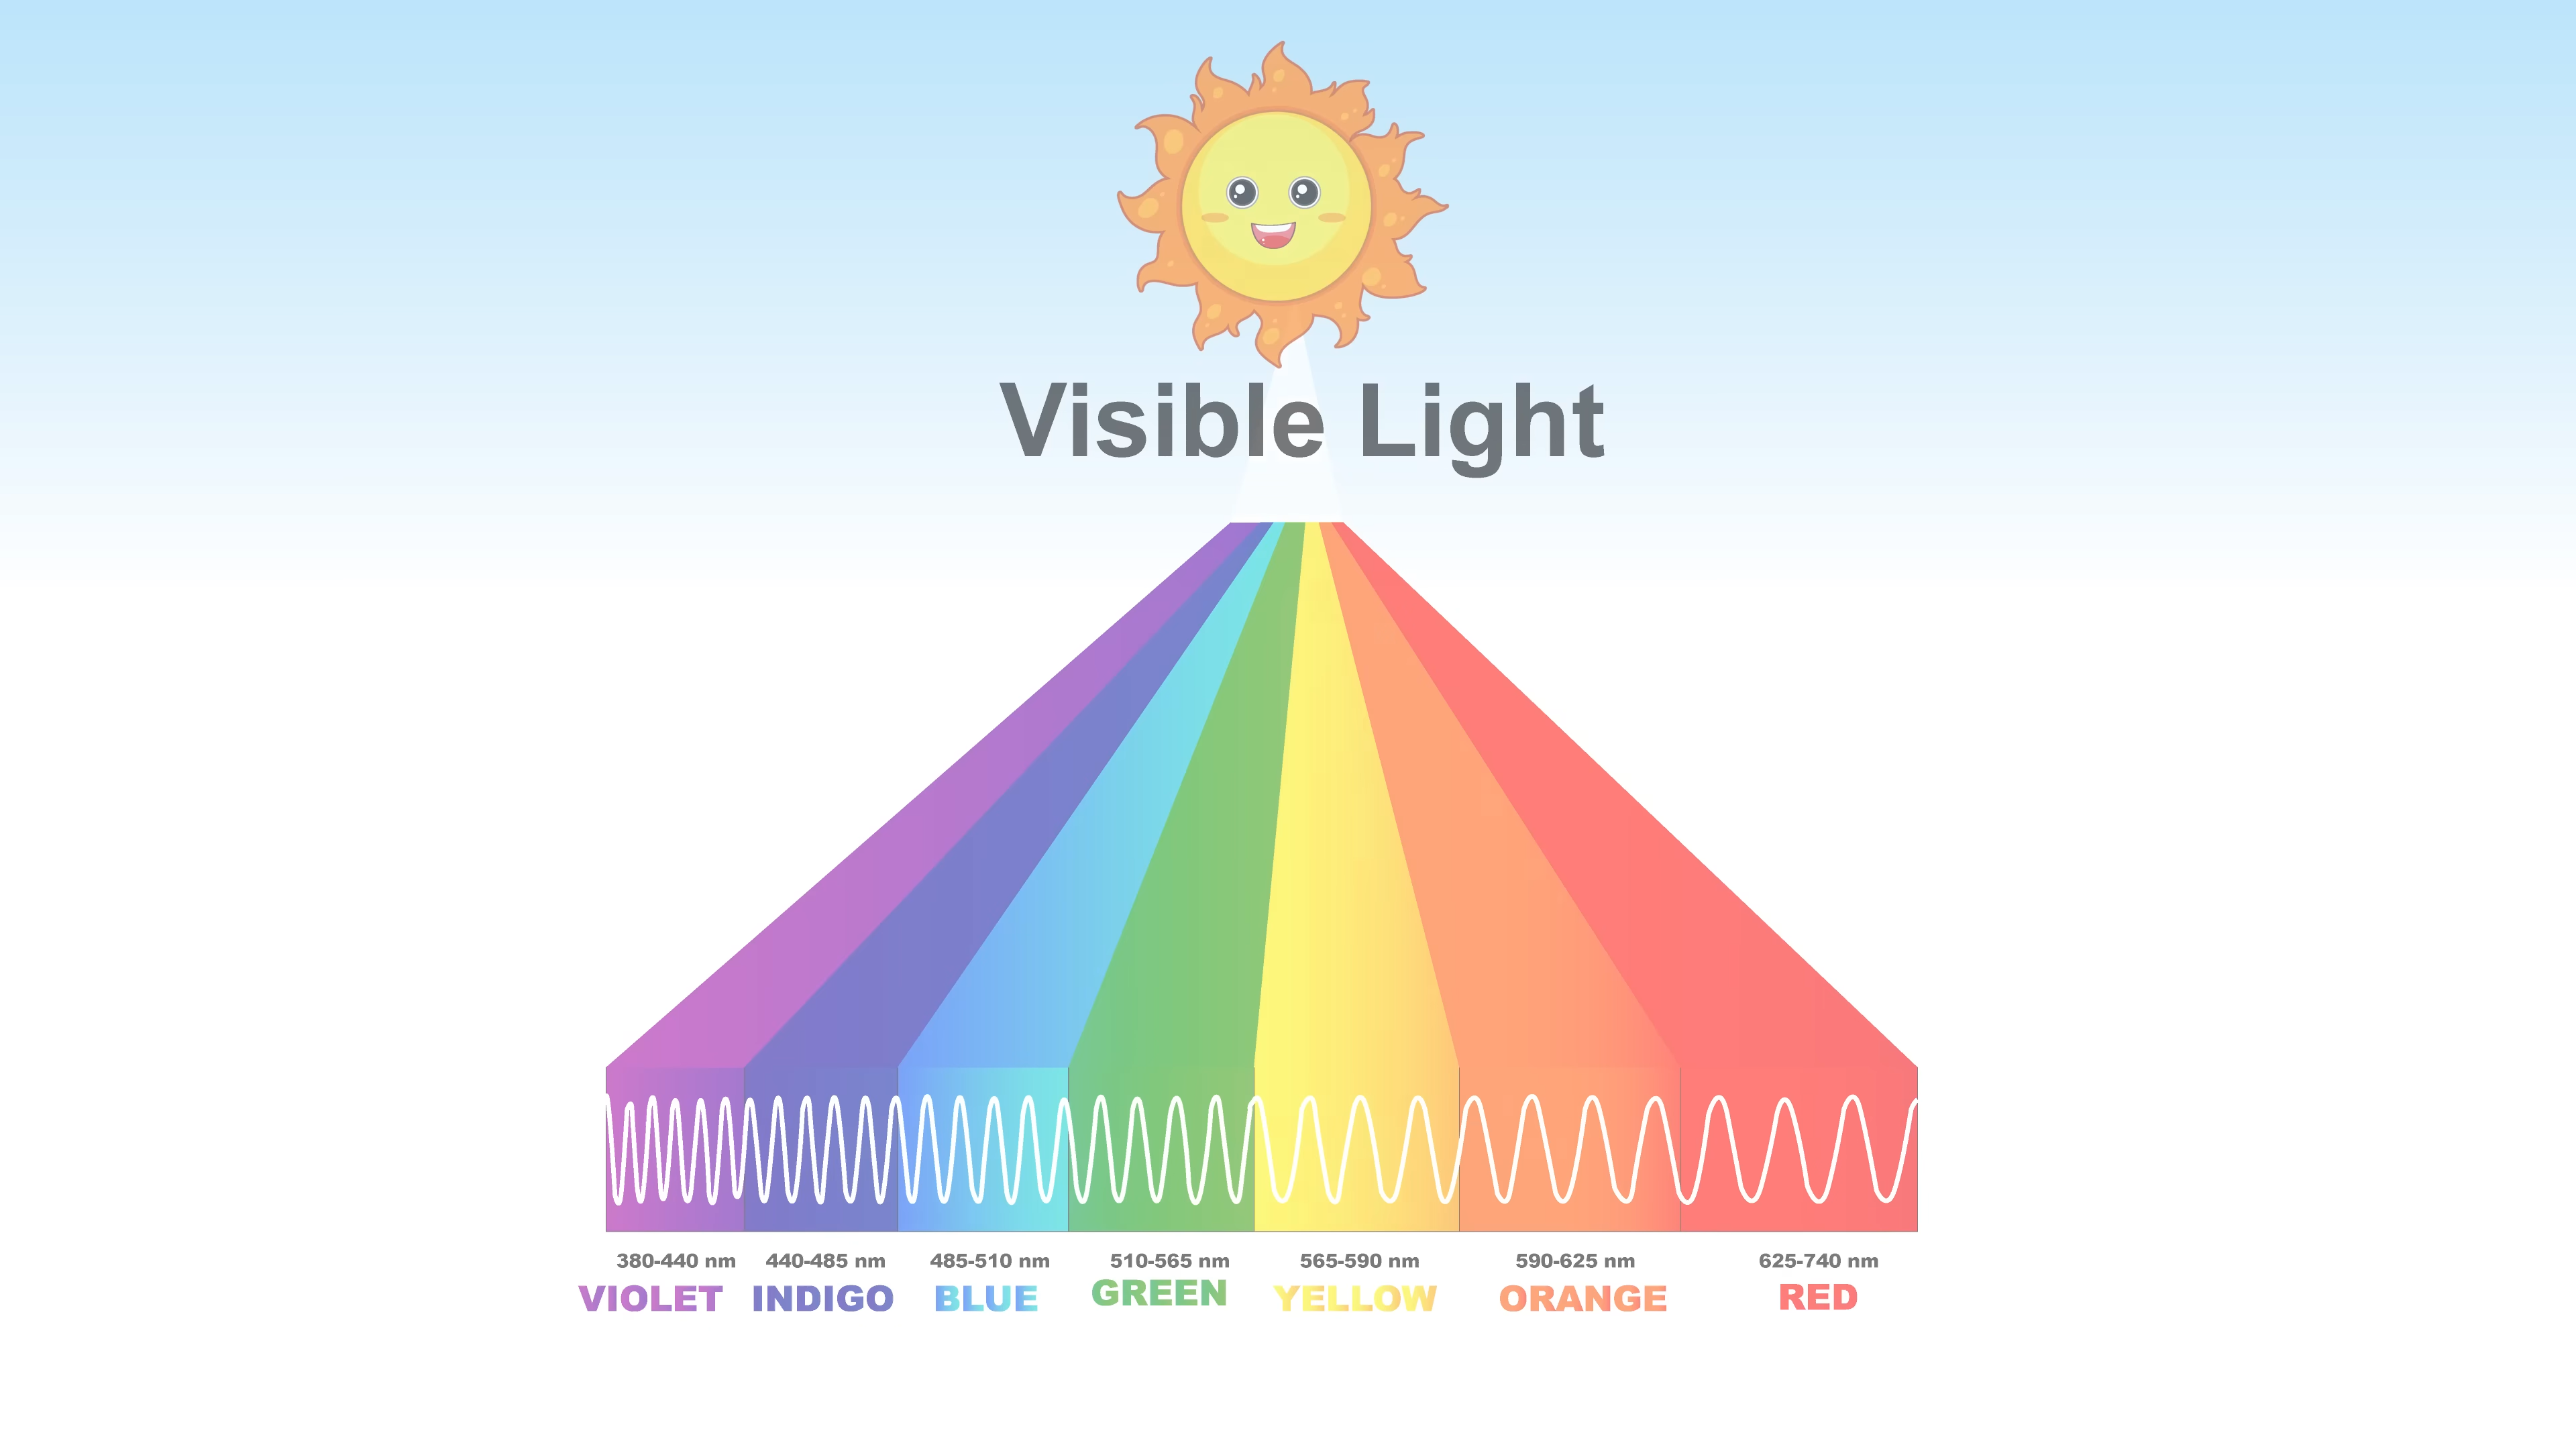 Visible Light
380-440 nm 440-485 nm 485-510 nm 510-565 nm 565-590 nm 590-625 nm 625-740 nm
VIOLET INDIGO BLUE GREEN YELLOW ORANGE RED